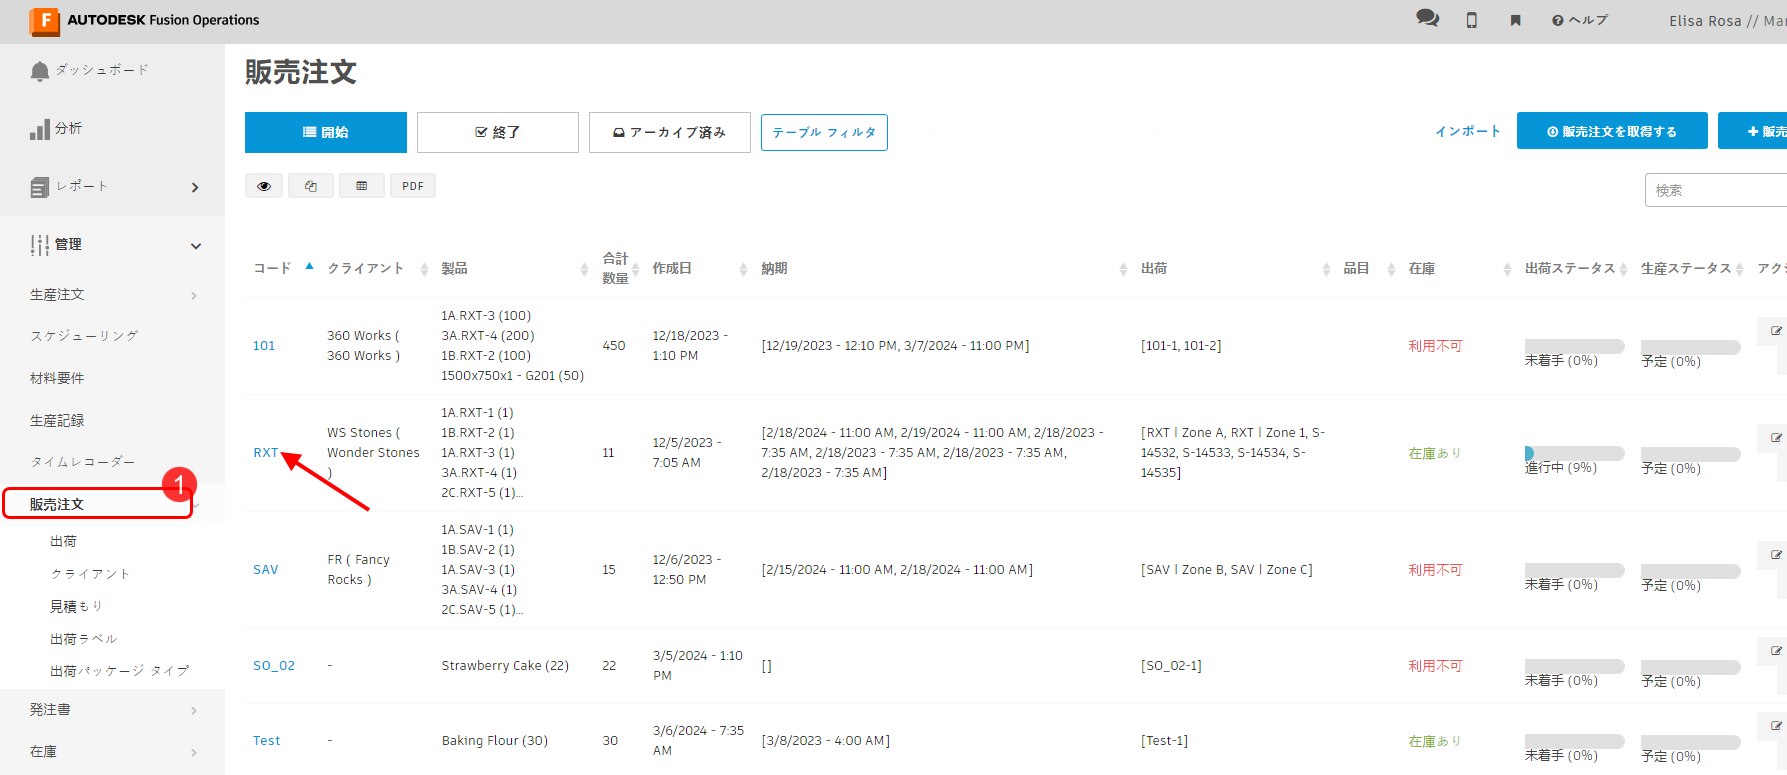 AUTODESK Fusion Operations
ヘルプ
Elisa Rosa // Mar
ダッシュボード
分析
レポート
管理
生産注文
スケジューリング
材料要件
生産記録
タイムレコーダー
1
販売注文
出荷
クライアント
見積もり
出荷ラベル
出荷パッケージ タイプ
発注書
在庫
販売注文
開始
終了
アーカイブ済み
テーブル フィルタ
インポート
販売注文を取得する
+ 販売
PDF
検索
コード クライアント 製品 合計 数量 作成日 納期 出荷 品目 在庫 出荷ステータス 生産ステータス アク
101
360 Works (
360 Works )
1A.RXT-3 (100)
3A.RXT-4 (200)
1B.RXT-2 (100)
1500x750x1 - G201 (50)
450
12/18/2023 -
1:10 PM
[12/19/2023 - 12:10 PM, 3/7/2024 - 11:00 PM]
[101-1, 101-2]
利用不可
未着手 (0%)
予定 (0%)
RXT
WS Stones (
Wonder Stones
)
1A.RXT-1 (1)
1B.RXT-2 (1)
1A.RXT-3 (1)
3A.RXT-4 (1)
2C.RXT-5 (1)...
11
12/5/2023 -
7:05 AM
[2/18/2024 - 11:00 AM, 2/19/2024 - 11:00 AM, 2/18/2023 -
7:35 AM, 2/18/2023 - 7:35 AM, 2/18/2023 - 7:35 AM,
2/18/2023 - 7:35 AM]
[RXT | Zone A, RXT | Zone 1, S-
14532, S-14533, S-14534, S-
14535]
在庫あり
進行中 (9%)
予定 (0%)
SAV
FR ( Fancy
Rocks )
1A.SAV-1 (1)
1B.SAV-2 (1)
1A.SAV-3 (1)
3A.SAV-4 (1)
2C.SAV-5 (1)...
15
12/6/2023 -
12:50 PM
[2/15/2024 - 11:00 AM, 2/18/2024 - 11:00 AM]
[SAV | Zone B, SAV | Zone C]
利用不可
未着手 (0%)
予定 (0%)
SO_02
-
Strawberry Cake (22)
22
3/5/2024 - 1:10
PM
[]
[SO_02-1]
利用不可
未着手 (0%)
予定 (0%)
Test
-
Baking Flour (30)
30
3/6/2024 - 7:35
AM
[3/8/2023 - 4:00 AM]
[Test-1]
在庫あり
未着手 (0%)
予定 (0%)